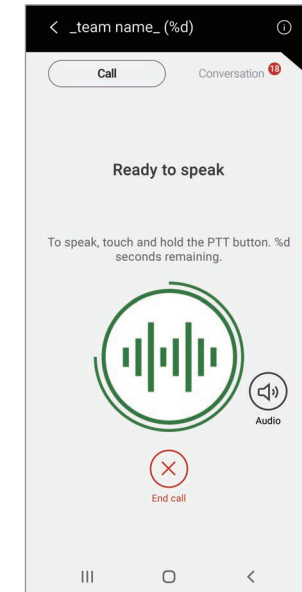 _team name_ (%d)
Call
Conversation 18
Ready to speak
To speak, touch and hold the PTT button. %d
seconds remaining.
Audio
End call